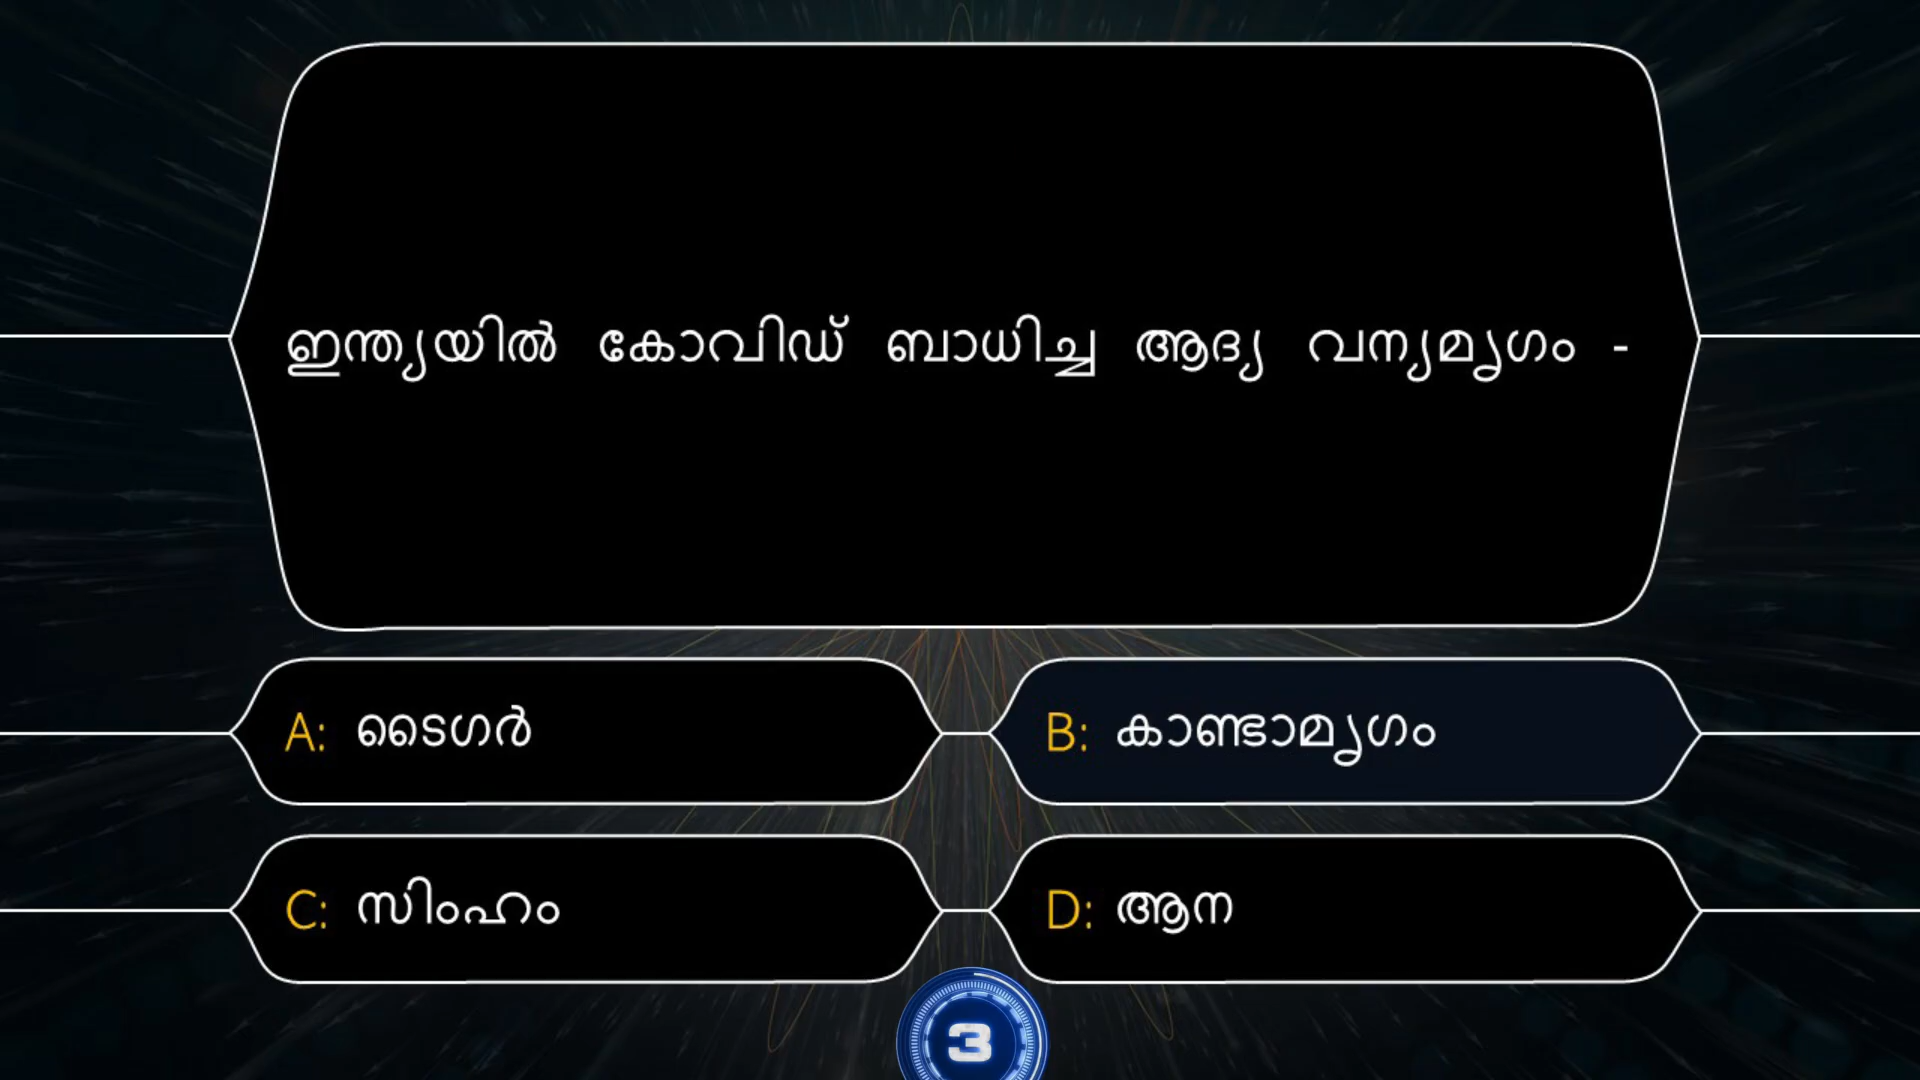 ഇന്ത്യയിൽ കോവിഡ് ബാധിച്ച ആദ്യ വന്യമൃഗം -
A: ടൈഗർ
B: കാണ്ടാമൃഗം
C: സിംഹം
D: ആന
3